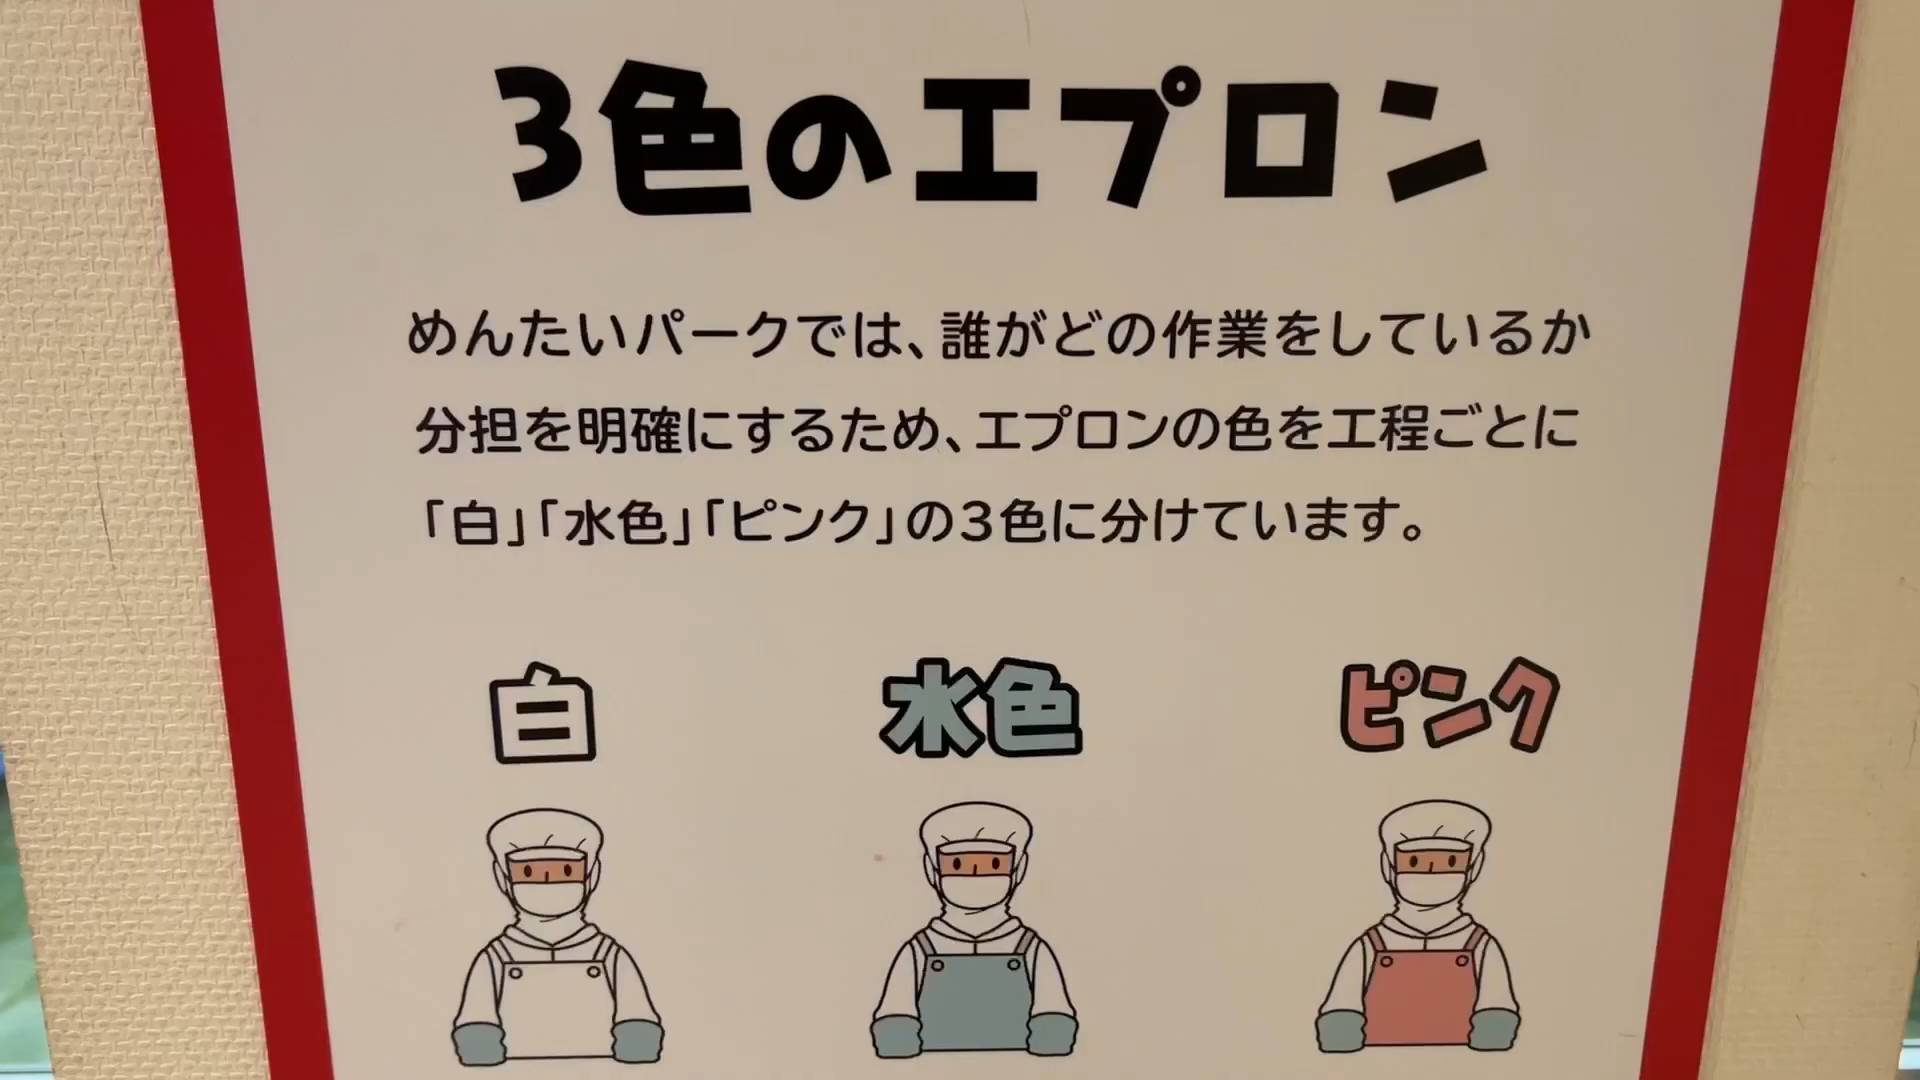 3色のエプロン
めんたいパークでは、誰がどの作業をしているか
分担を明確にするため、エプロンの色を工程ごとに
「白」「水色」「ピンク」の3色に分けています。
白
水色
ピンク